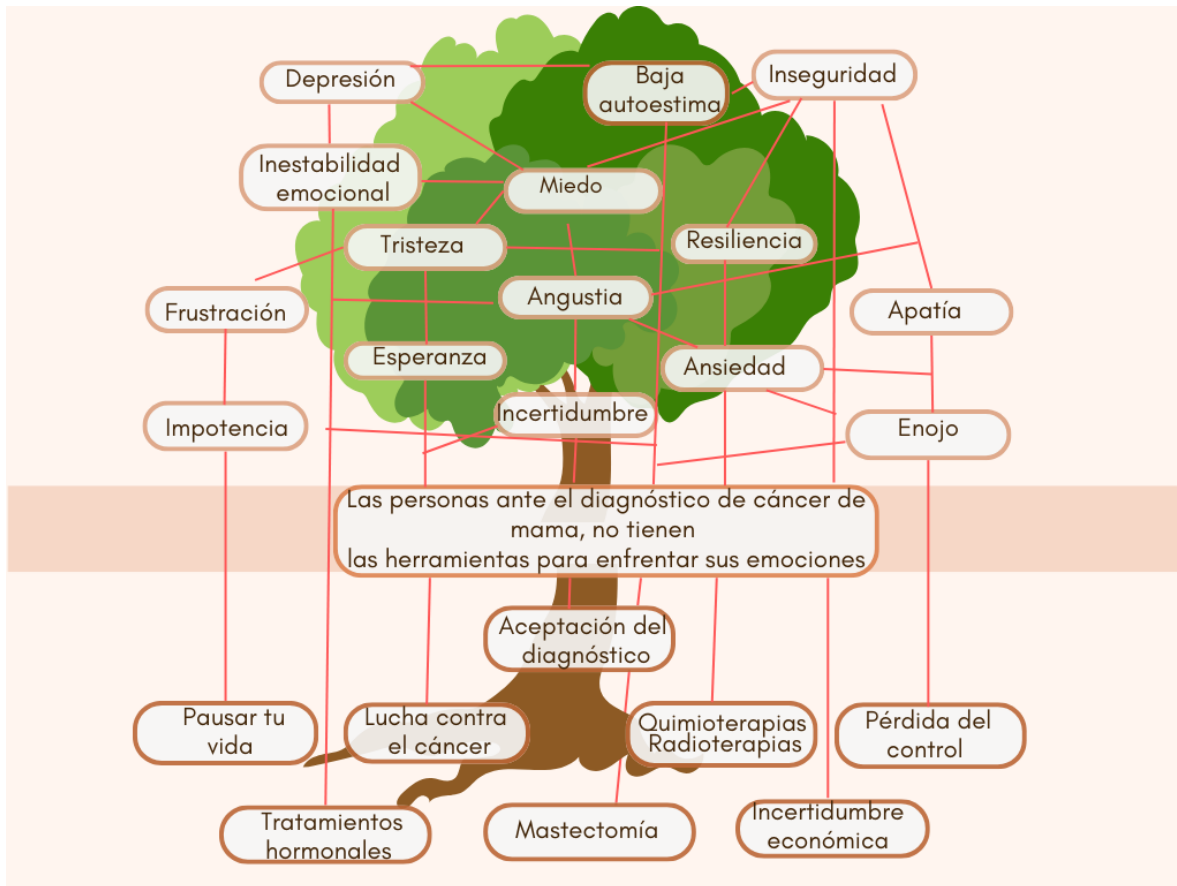 Depresión
Baja
autoestima
Inseguridad
Inestabilidad
emocional
Miedo
Tristeza
Resiliencia
Frustración
Angustia
Apatía
Esperanza
Ansiedad
Impotencia
Incertidumbre
Enojo
Las personas ante el diagnóstico de cáncer de
mama, no tienen
las herramientas para enfrentar sus emociones
Aceptación del
diagnóstico
Pausar tu
vida
Lucha contra
el cáncer
Quimioterapias
Radioterapias
Pérdida del
control
Tratamientos
hormonales
Mastectomía
Incertidumbre
económica